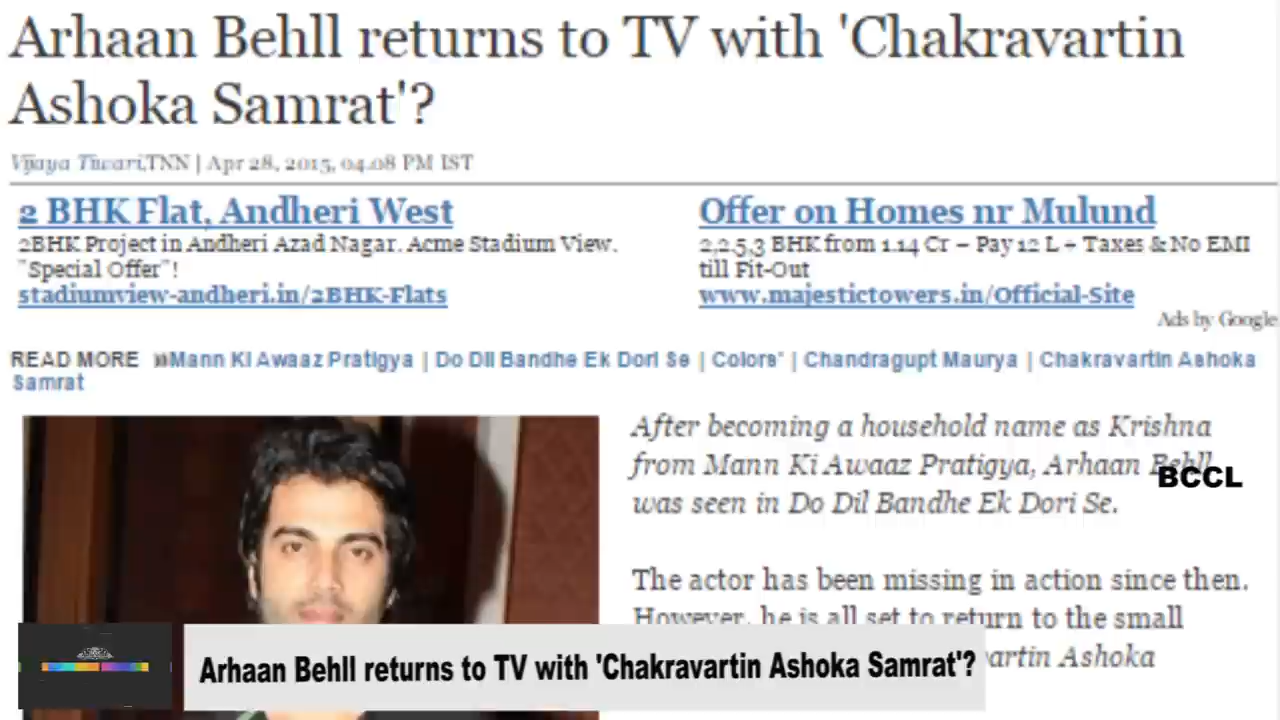 Arhaan Behll returns to TV with 'Chakravartin
Ashoka Samrat'?
Vijaya Tiwari,TNN | Apr 28, 2015, 04.08 PM IST
2 BHK Flat, Andheri West
2BHK Project in Andheri Azad Nagar. Acme Stadium View.
"Special Offer"!
stadiumview-andheri.in/2BHK-Flats
Offer on Homes nr Mulund
2,2.5,3 BHK from 1.14 Cr – Pay 12 L + Taxes & No EMI
till Fit-Out
www.majestictowers.in/Official-Site
Ads by Google
READ MORE »Mann Ki Awaaz Pratigya | Do Dil Bandhe Ek Dori Se | Colors' | Chandragupt Maurya | Chakravartin Ashoka
Samrat
After becoming a household name as Krishna
from Mann Ki Awaaz Pratigya, Arhaan Behll
BCCL
was seen in Do Dil Bandhe Ek Dori Se.
The actor has been missing in action since then.
However, he is all set to return to the small
Ashoka
Arhaan Behll returns to TV with 'Chakravartin Ashoka Samrat'?